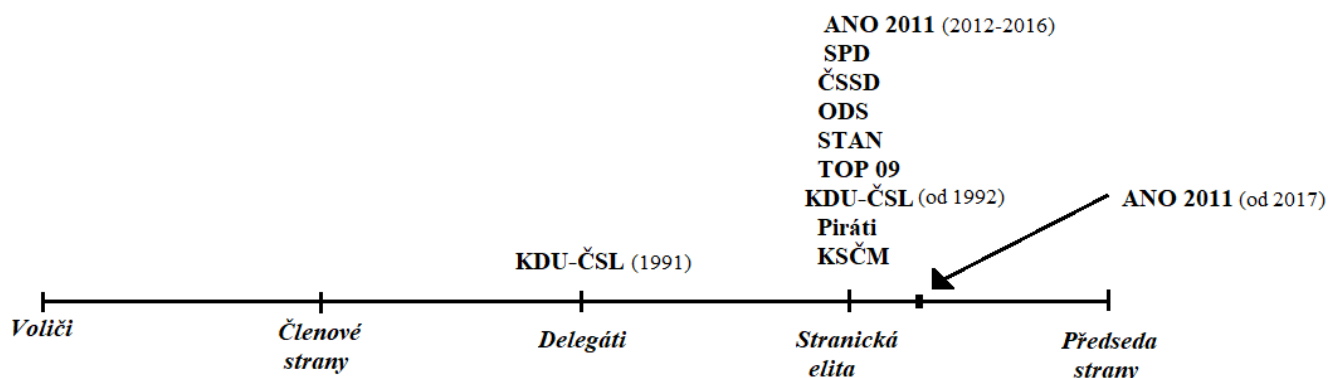 ANO 2011 (2012-2016)
SPD
ČSSD
ODS
STAN
TOP 09
KDU-ČSL (od 1992)
ANO 2011 (od 2017)
Piráti
KSČM
KDU-ČSL (1991)
Voliči
Členové
strany
Delegáti
Stranická
elita
Předseda
strany